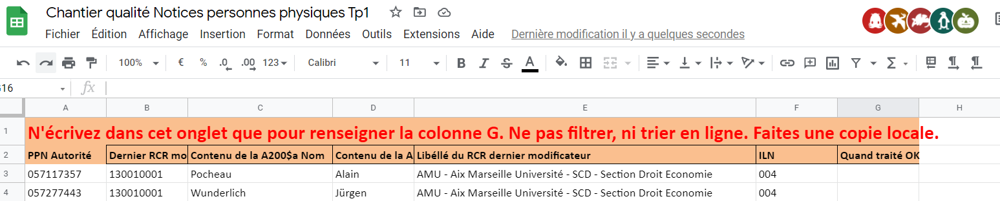 Chantier qualité Notices personnes physiques Tp1
Fichier Édition Affichage Insertion Format Données Outils Extensions Aide Dernière modification il y a quelques secondes
100% € % .0 .00 123 Calibri 11 B I S A
16 fx
A B C D E F G H
1 N'écrivez dans cet onglet que pour renseigner la colonne G. Ne pas filtrer, ni trier en ligne. Faites une copie locale.
2 PPN Autorité Dernier RCR mo Contenu de la A200$a Nom Contenu de la A Libéllé du RCR dernier modificateur ILN Quand traité OK
3 057117357 130010001 Pocheau Alain AMU - Aix Marseille Université - SCD - Section Droit Economie 004
4 057277443 130010001 Wunderlich Jürgen AMU - Aix Marseille Université - SCD - Section Droit Economie 004